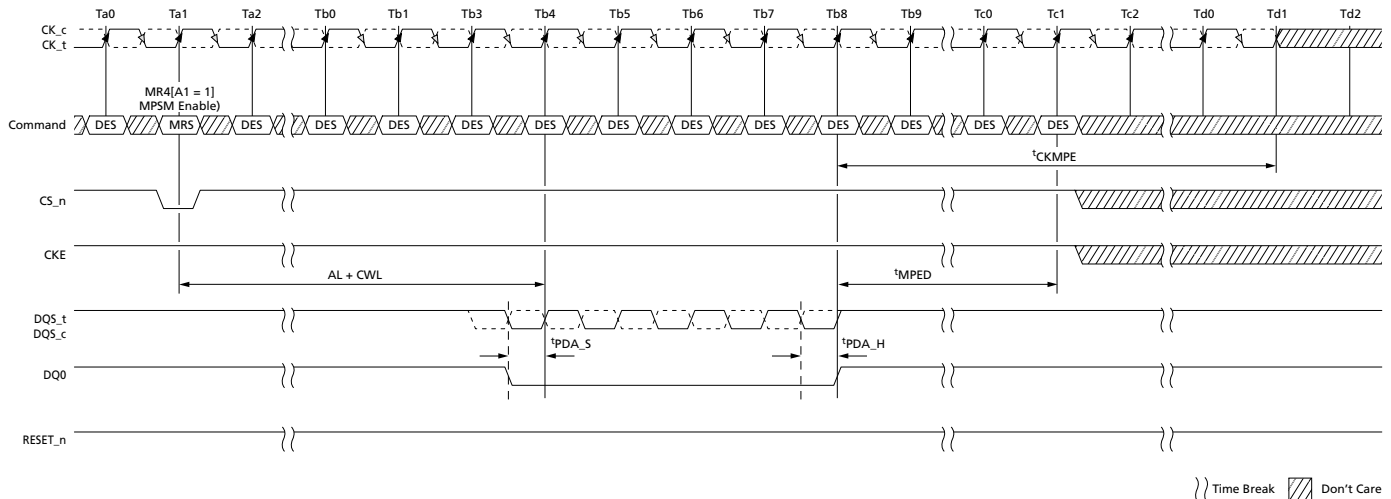 Ta0 Ta1 Ta2 Tb0 Tb1 Tb3 Tb4 Tb5 Tb6 Tb7 Tb8 Tb9 Tc0 Tc1 Tc2 Td0 Td1 Td2
CK_c
CK_t
MR4[A1 = 1]
MPSM Enable)
Command DES MRS DES DES DES DES DES DES DES DES DES DES DES DES
tCKMPE
CS_n
CKE
AL + CWL tMPED
DQS_t
DQS_c
tPDA_S tPDA_H
DQ0
RESET_n
Time Break Don't Care